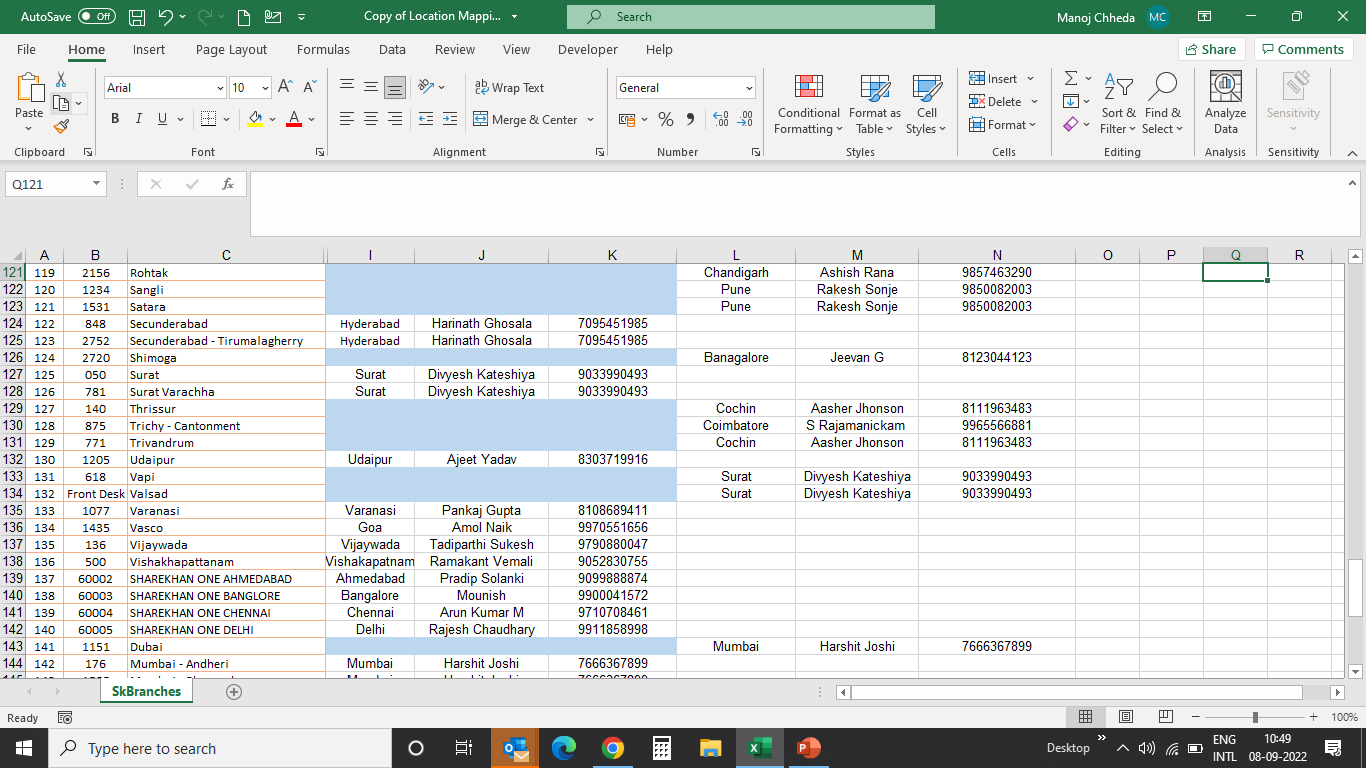 AutoSave Off Copy of Location Mappi... Search Manoj Chheda MC
File Home Insert Page Layout Formulas Data Review View Developer Help Share Comments
Paste Arial 10 Wrap Text General Conditional Formatting Format as Table Cell Styles Insert Sort & Filter Find & Select Analyze Data Sensitivity
B I U Merge & Center % Delete
Format
Clipboard Font Alignment Number Styles Cells Editing Analysis Sensitivity
Q121 fx
A B C I J K L M N O P Q R
121 119 2156 Rohtak Chandigarh Ashish Rana 9857463290
122 120 1234 Sangli Pune Rakesh Sonje 9850082003
123 121 1531 Satara Pune Rakesh Sonje 9850082003
124 122 848 Secunderabad Hyderabad Harinath Ghosala 7095451985
125 123 2752 Secunderabad - Tirumalagherry Hyderabad Harinath Ghosala 7095451985
126 124 2720 Shimoga Banagalore Jeevan G 8123044123
127 125 050 Surat Surat Divyesh Kateshiya 9033990493
128 126 781 Surat Varachha Surat Divyesh Kateshiya 9033990493
129 127 140 Thrissur Cochin Aasher Jhonson 8111963483
130 128 875 Trichy - Cantonment Coimbatore S Rajamanickam 9965566881
131 129 771 Trivandrum Cochin Aasher Jhonson 8111963483
132 130 1205 Udaipur Udaipur Ajeet Yadav 8303719916
133 131 618 Vapi Surat Divyesh Kateshiya 9033990493
134 132 Front Desk Valsad Surat Divyesh Kateshiya 9033990493
135 133 1077 Varanasi Varanasi Pankaj Gupta 8108689411
136 134 1435 Vasco Goa Amol Naik 9970551656
137 135 136 Vijaywada Vijaywada Tadiparthi Sukesh 9790880047
138 136 500 Vishakhapattanam Vishakapatnam Ramakant Vemali 9052830755
139 137 60002 SHAREKHAN ONE AHMEDABAD Ahmedabad Pradip Solanki 9099888874
140 138 60003 SHAREKHAN ONE BANGLORE Bangalore Mounish 9900041572
141 139 60004 SHAREKHAN ONE CHENNAI Chennai Arun Kumar M 9710708461
142 140 60005 SHAREKHAN ONE DELHI Delhi Rajesh Chaudhary 9911858998
143 141 1151 Dubai Mumbai Harshit Joshi 7666367899
144 142 176 Mumbai - Andheri Mumbai Harshit Joshi 7666367899
SkBranches
Ready 100%
Type here to search Desktop ENG INTL 10:49 08-09-2022